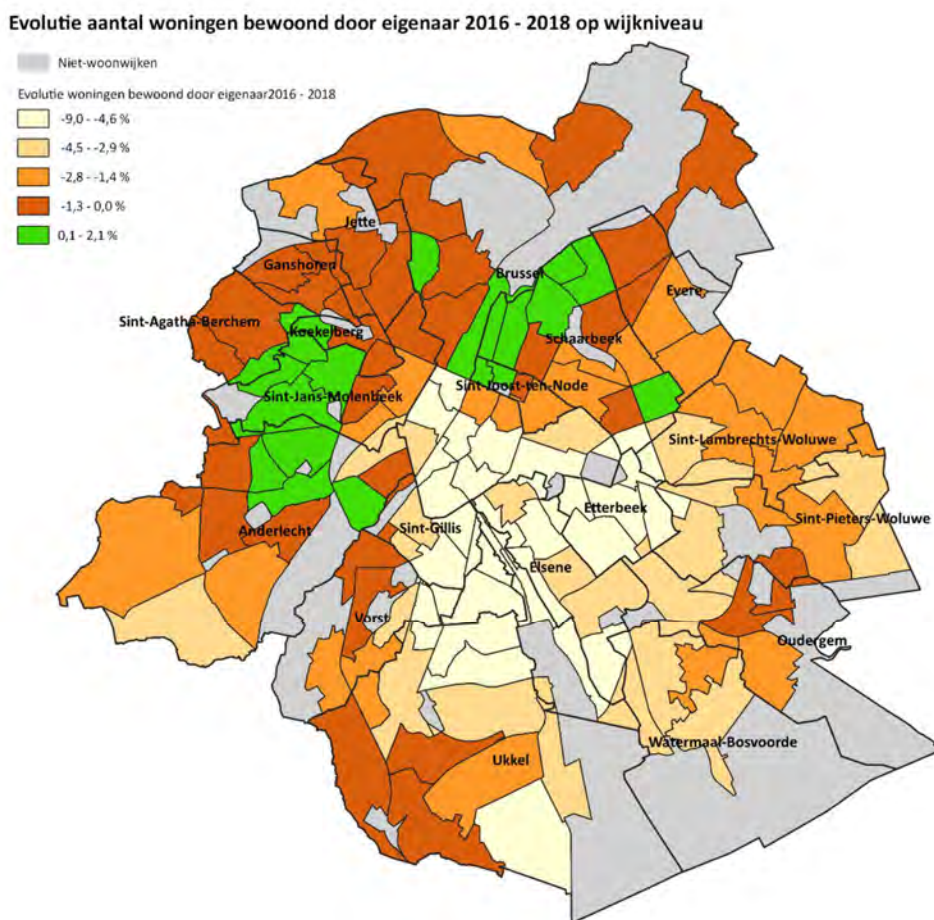 Evolutie aantal woningen bewoond door eigenaar 2016 - 2018 op wijkniveau
Niet-woonwijken
Evolutie woningen bewoond door eigenaar2016 - 2018
-9,0 - -4,6 %
-4,5 - -2,9 %
-2,8 - -1,4 %
-1,3 - 0,0 %
0,1 - 2,1 %
Jette
Ganshoren
Brussel
Evere
Sint-Agatha-Berchem
Koekelberg
Schaarbeek
Sint-Joost-ten-Node
Sint-Jans-Molenbeek
Sint-Lambrechts-Woluwe
Etterbeek
Sint-Pieters-Woluwe
Anderlecht
Sint-Gillis
Elsene
Vorst
Oudergem
Watermaal-Bosvoorde
Ukkel